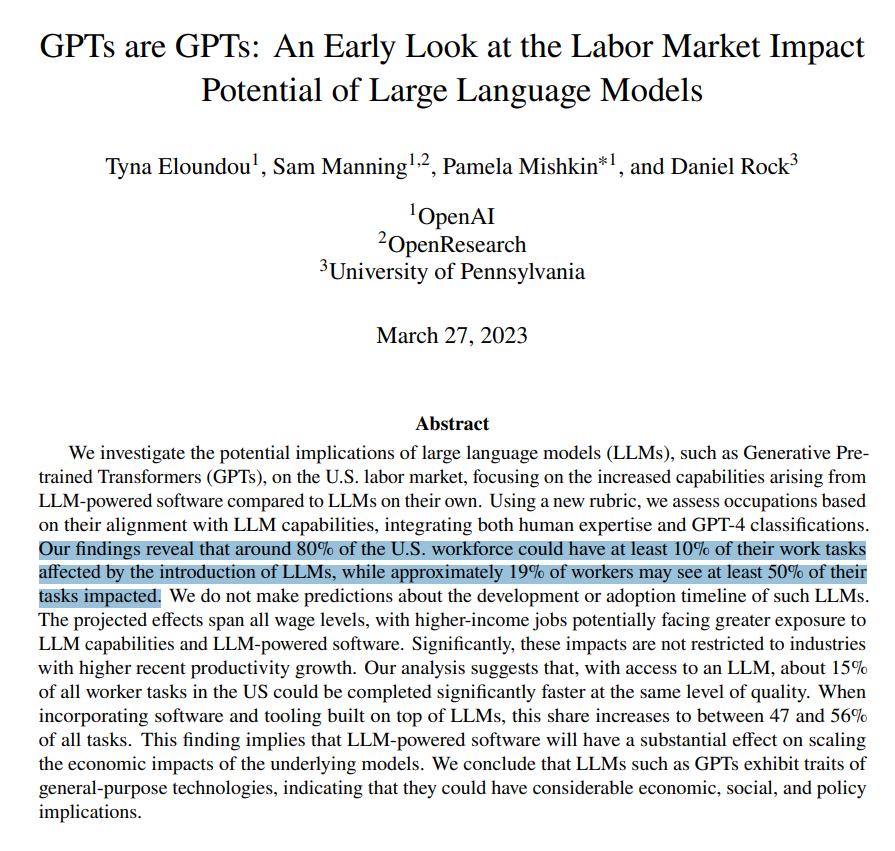 GPTs are GPTs: An Early Look at the Labor Market Impact
Potential of Large Language Models
Tyna Eloundou1, Sam Manning1,2, Pamela Mishkin*1, and Daniel Rock3
1OpenAI
2OpenResearch
3University of Pennsylvania
March 27, 2023
Abstract
We investigate the potential implications of large language models (LLMs), such as Generative Pre-
trained Transformers (GPTs), on the U.S. labor market, focusing on the increased capabilities arising from
LLM-powered software compared to LLMs on their own. Using a new rubric, we assess occupations based
on their alignment with LLM capabilities, integrating both human expertise and GPT-4 classifications.
Our findings reveal that around 80% of the U.S. workforce could have at least 10% of their work tasks
affected by the introduction of LLMs, while approximately 19% of workers may see at least 50% of their
tasks impacted. We do not make predictions about the development or adoption timeline of such LLMs.
The projected effects span all wage levels, with higher-income jobs potentially facing greater exposure to
LLM capabilities and LLM-powered software. Significantly, these impacts are not restricted to industries
with higher recent productivity growth. Our analysis suggests that, with access to an LLM, about 15%
of all worker tasks in the US could be completed significantly faster at the same level of quality. When
incorporating software and tooling built on top of LLMs, this share increases to between 47 and 56%
of all tasks. This finding implies that LLM-powered software will have a substantial effect on scaling
the economic impacts of the underlying models. We conclude that LLMs such as GPTs exhibit traits of
general-purpose technologies, indicating that they could have considerable economic, social, and policy
implications.